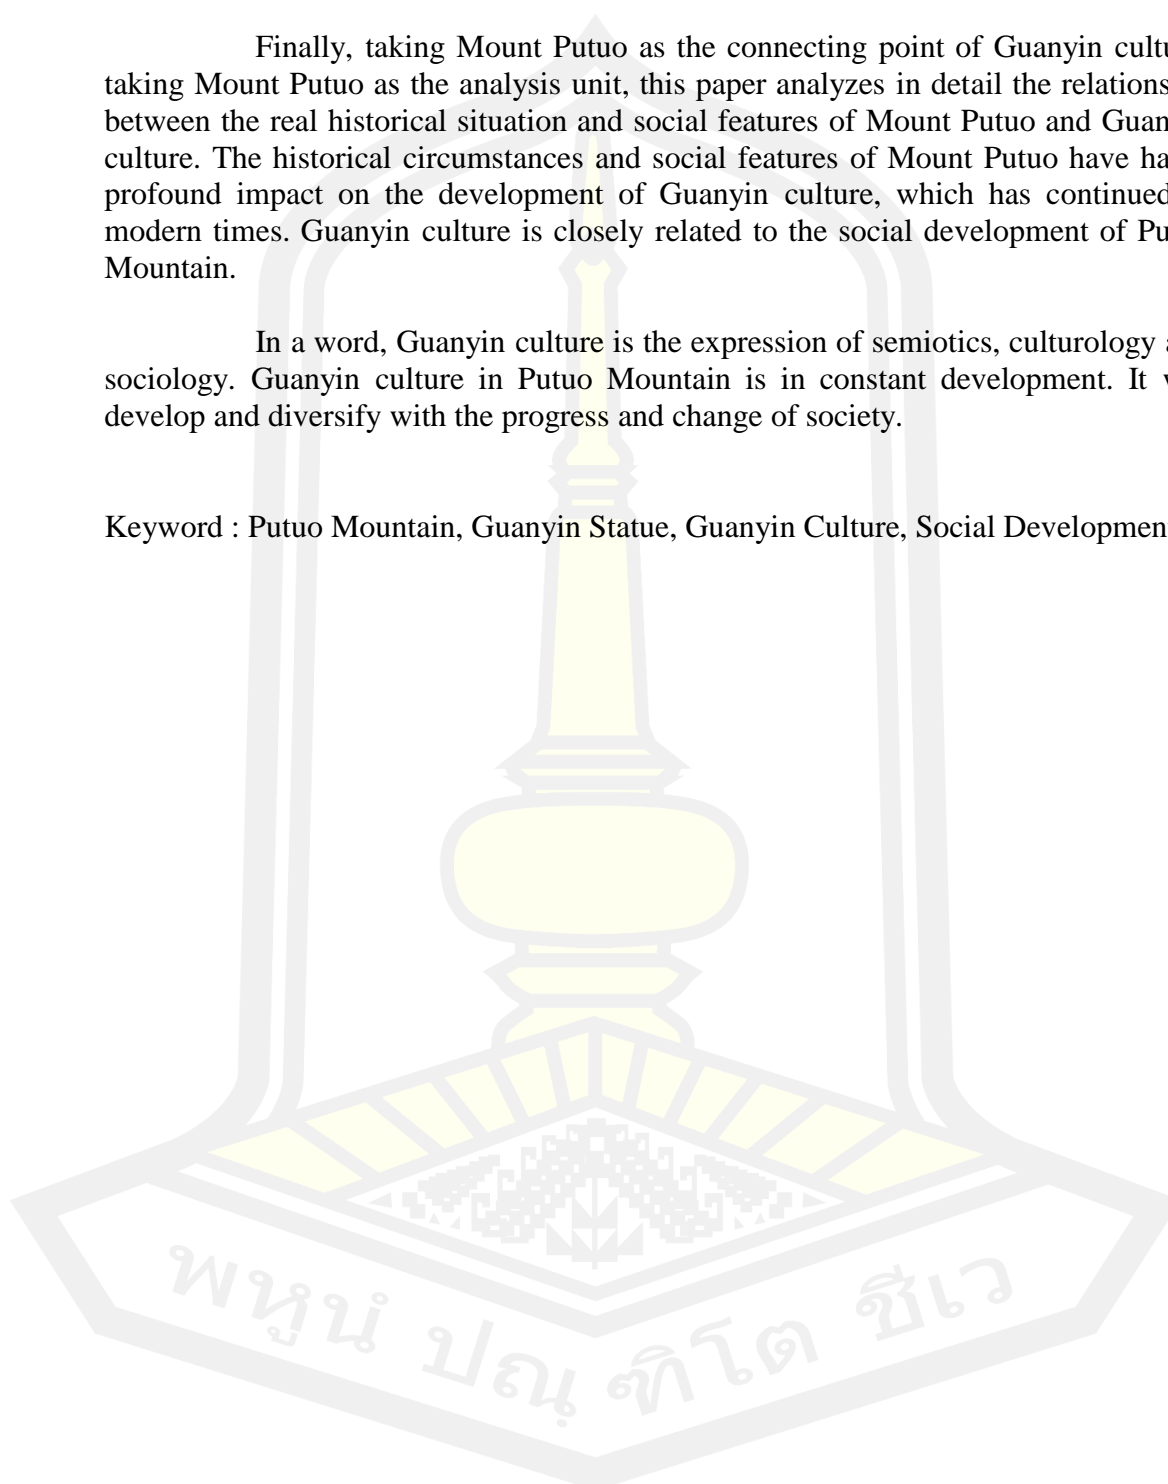 Finally, taking Mount Putuo as the connecting point of Guanyin cultu
taking Mount Putuo as the analysis unit, this paper analyzes in detail the relations
between the real historical situation and social features of Mount Putuo and Guan
culture. The historical circumstances and social features of Mount Putuo have ha
profound impact on the development of Guanyin culture, which has continued
modern times. Guanyin culture is closely related to the social development of Pu
Mountain.
In a word, Guanyin culture is the expression of semiotics, culturology a
sociology. Guanyin culture in Putuo Mountain is in constant development. It w
develop and diversify with the progress and change of society.
Keyword : Putuo Mountain, Guanyin Statue, Guanyin Culture, Social Developmen
พหูนํ ปณฺฑิโต ชีเว